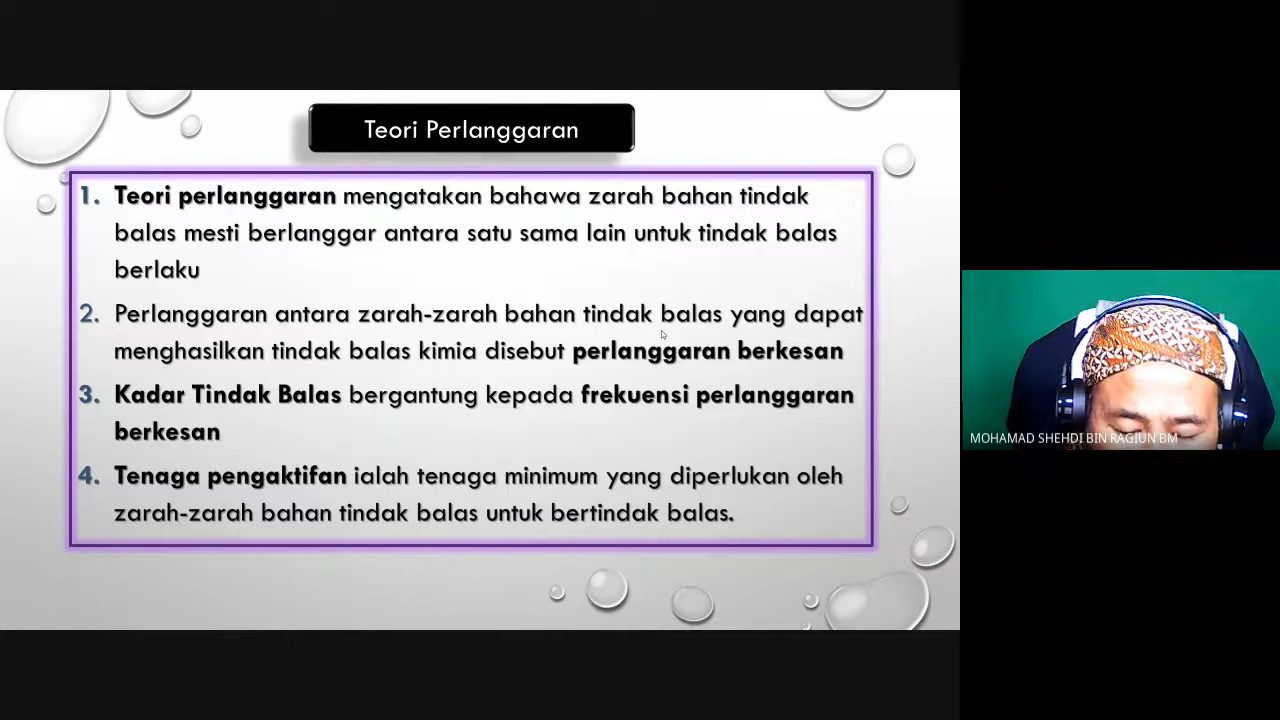 Teori Perlanggaran
1. Teori perlanggaran mengatakan bahawa zarah bahan tindak
balas mesti berlanggar antara satu sama lain untuk tindak balas
berlaku
2. Perlanggaran antara zarah-zarah bahan tindak balas yang dapat
menghasilkan tindak balas kimia disebut perlanggaran berkesan
3. Kadar Tindak Balas bergantung kepada frekuensi perlanggaran
berkesan
4. Tenaga pengaktifan ialah tenaga minimum yang diperlukan oleh
zarah-zarah bahan tindak balas untuk bertindak balas.
MOHAMAD SHEHDI BIN RAGIUN BM